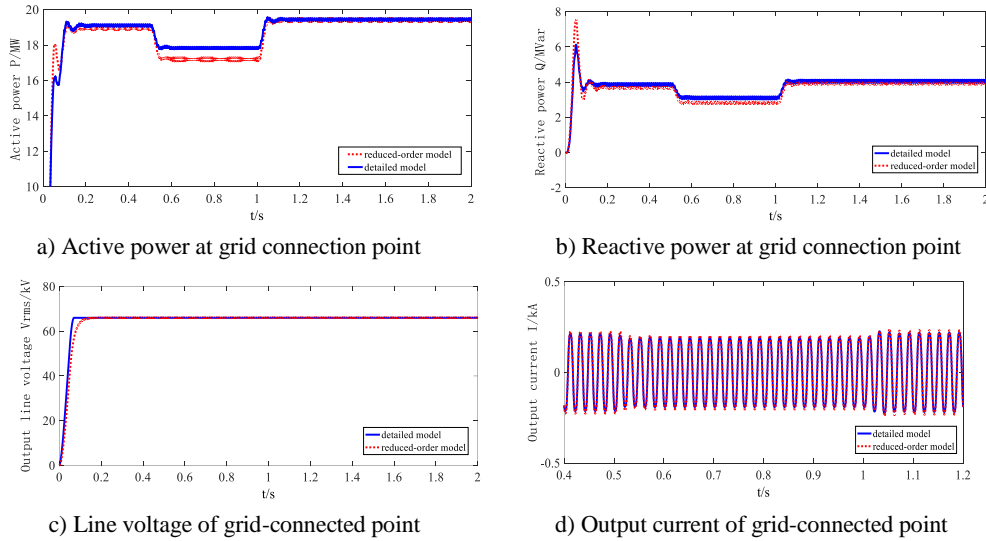 Active power P/MW
20
18
16
14
12
10
0 0.2 0.4 0.6 0.8 1 1.2 1.4 1.6 1.8 2
t/s
reduced-order model
detailed model
a) Active power at grid connection point
Reactive power Q/MVar
8
6
4
2
0
-2
0 0.2 0.4 0.6 0.8 1 1.2 1.4 1.6 1.8 2
t/s
detailed model
reduced-order model
b) Reactive power at grid connection point
Output line voltage Vrms/kV
80
60
40
20
0
0 0.2 0.4 0.6 0.8 1 1.2 1.4 1.6 1.8 2
t/s
detailed model
reduced-order model
c) Line voltage of grid-connected point
Output current I/kA
0.5
0
-0.5
0.4 0.5 0.6 0.7 0.8 0.9 1 1.1 1.2
t/s
detailed model
reduced-order model
d) Output current of grid-connected point